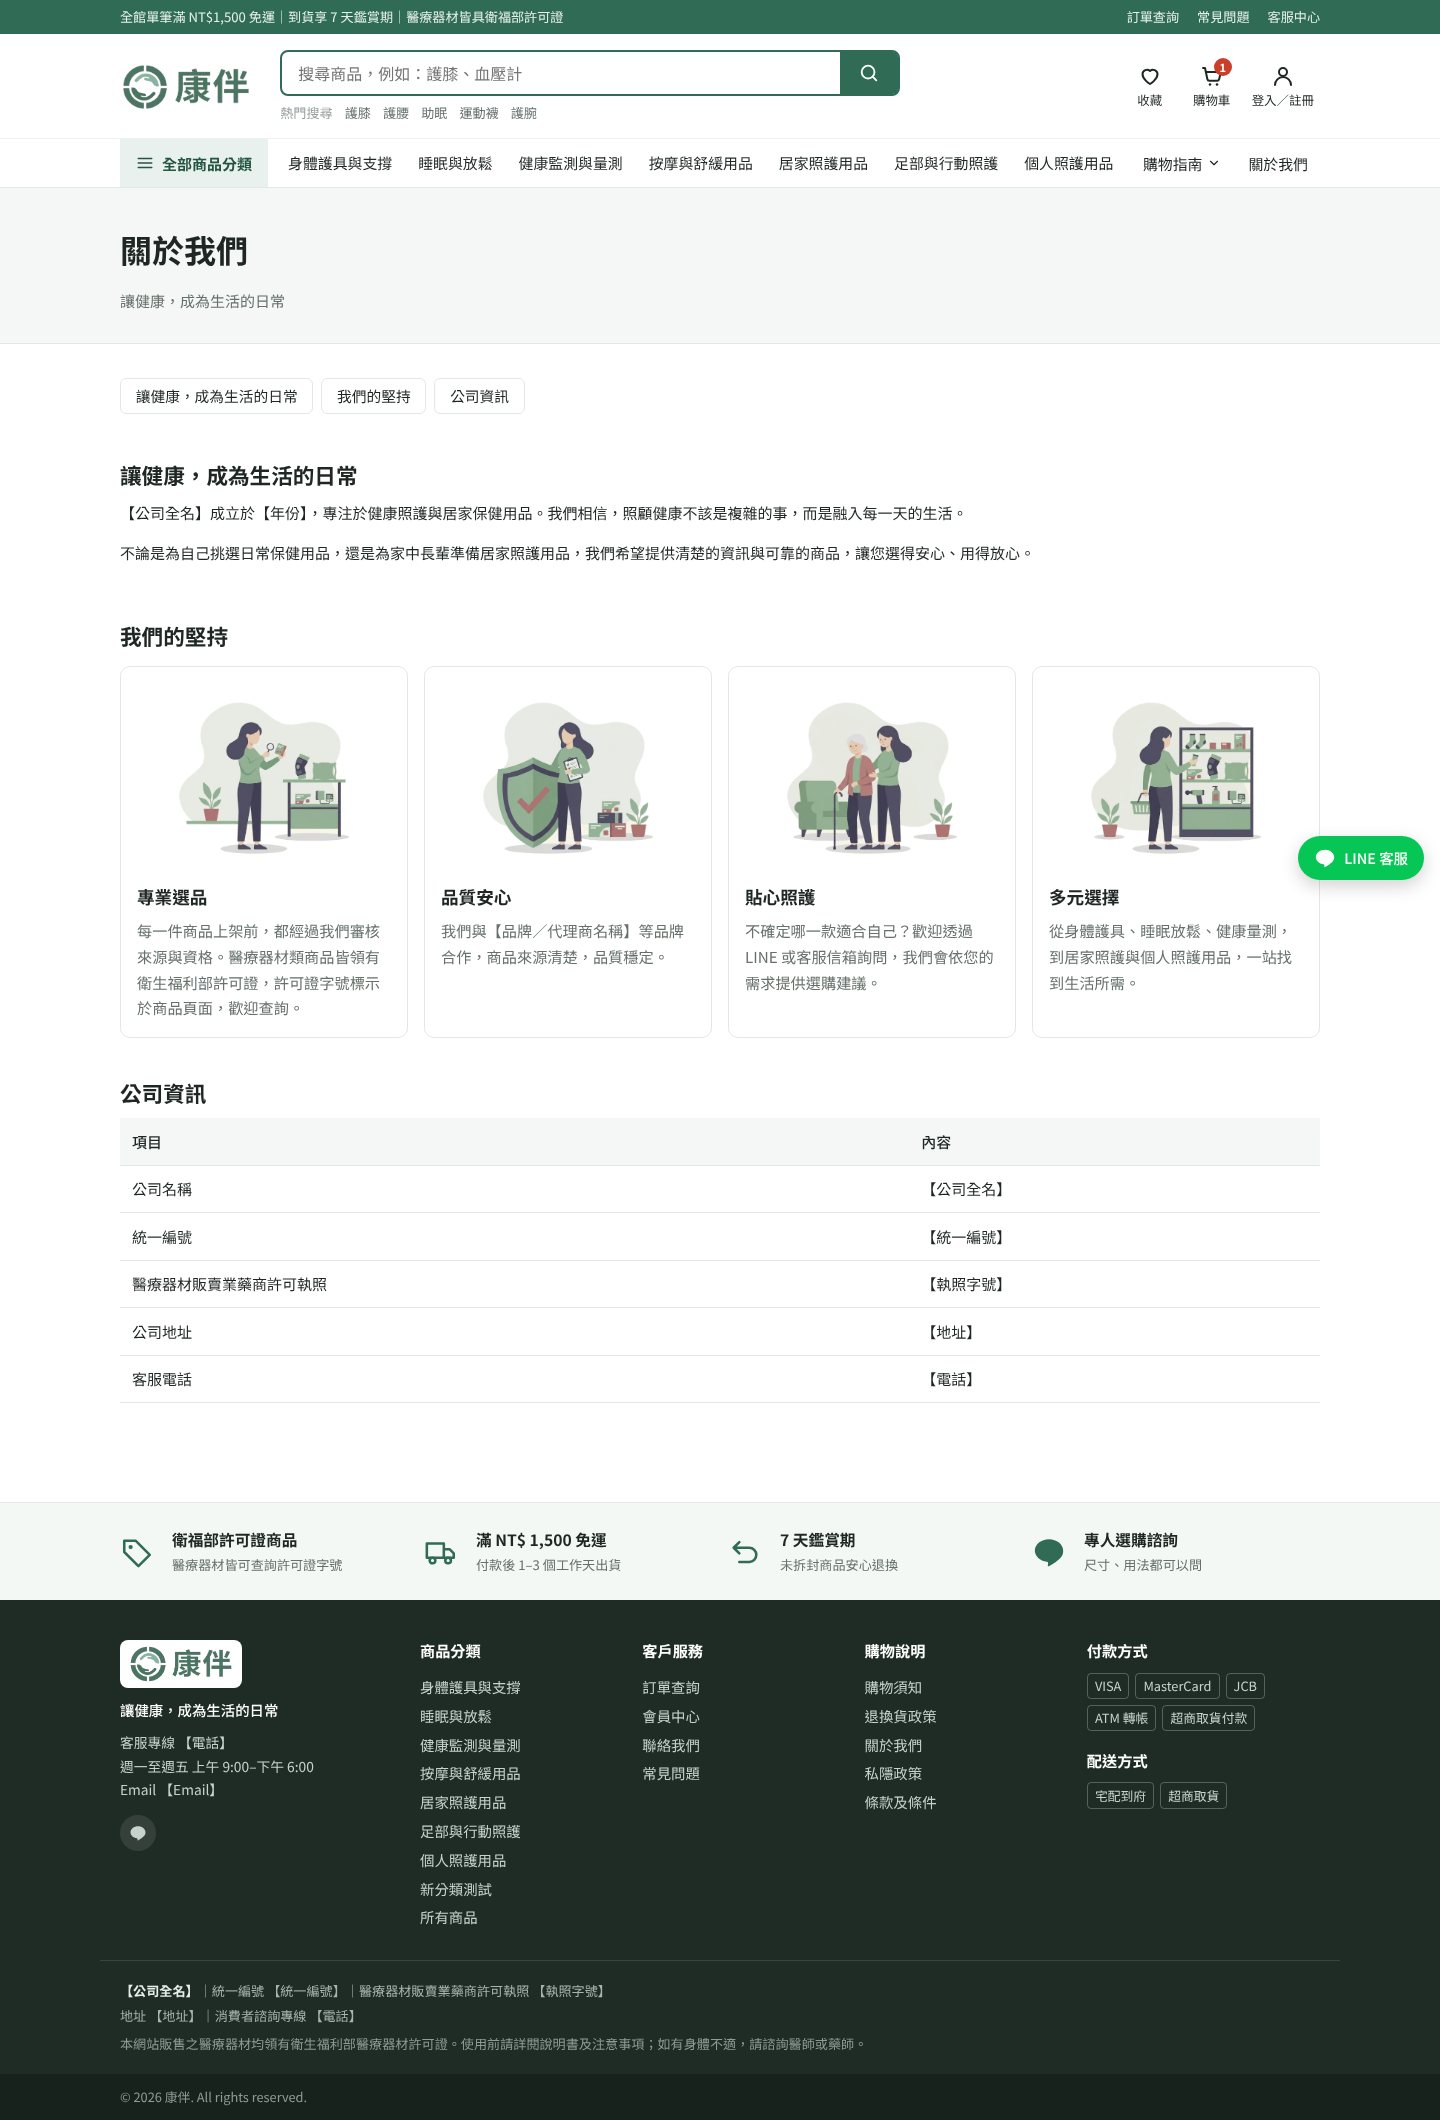 全館單筆滿 NT$1,500 免運｜到貨享 7 天鑑賞期｜醫療器材皆具衛福部許可證
訂單查詢 常見問題 客服中心
康伴
搜尋商品，例如：護膝、血壓計
熱門搜尋 護膝 護腰 助眠 運動襪 護腕
收藏
1
購物車
登入／註冊
全部商品分類 身體護具與支撐 睡眠與放鬆 健康監測與量測 按摩與舒緩用品 居家照護用品 足部與行動照護 個人照護用品 購物指南 關於我們
關於我們
讓健康，成為生活的日常
讓健康，成為生活的日常 我們的堅持 公司資訊
讓健康，成為生活的日常
【公司全名】成立於【年份】，專注於健康照護與居家保健用品。我們相信，照顧健康不該是複雜的事，而是融入每一天的生活。
不論是為自己挑選日常保健用品，還是為家中長輩準備居家照護用品，我們希望提供清楚的資訊與可靠的商品，讓您選得安心、用得放心。
我們的堅持
專業選品
每一件商品上架前，都經過我們審核
來源與資格。醫療器材類商品皆領有
衛生福利部許可證，許可證字號標示
於商品頁面，歡迎查詢。
品質安心
我們與【品牌／代理商名稱】等品牌
合作，商品來源清楚，品質穩定。
貼心照護
不確定哪一款適合自己？歡迎透過
LINE 或客服信箱詢問，我們會依您的
需求提供選購建議。
多元選擇
從身體護具、睡眠放鬆、健康量測，
到居家照護與個人照護用品，一站找
到生活所需。
LINE 客服
公司資訊
項目 內容
公司名稱 【公司全名】
統一編號 【統一編號】
醫療器材販賣業藥商許可執照 【執照字號】
公司地址 【地址】
客服電話 【電話】
衛福部許可證商品
醫療器材皆可查詢許可證字號
滿 NT$ 1,500 免運
付款後 1–3 個工作天出貨
7 天鑑賞期
未拆封商品安心退換
專人選購諮詢
尺寸、用法都可以問
康伴
讓健康，成為生活的日常
客服專線 【電話】
週一至週五 上午 9:00–下午 6:00
Email 【Email】
商品分類
身體護具與支撐
睡眠與放鬆
健康監測與量測
按摩與舒緩用品
居家照護用品
足部與行動照護
個人照護用品
新分類測試
所有商品
客戶服務
訂單查詢
會員中心
聯絡我們
常見問題
購物說明
購物須知
退換貨政策
關於我們
私隱政策
條款及條件
付款方式
VISA MasterCard JCB
ATM 轉帳 超商取貨付款
配送方式
宅配到府 超商取貨
【公司全名】｜統一編號 【統一編號】｜醫療器材販賣業藥商許可執照 【執照字號】
地址 【地址】｜消費者諮詢專線 【電話】
本網站販售之醫療器材均領有衛生福利部醫療器材許可證。使用前請詳閱說明書及注意事項；如有身體不適，請諮詢醫師或藥師。
© 2026 康伴. All rights reserved.